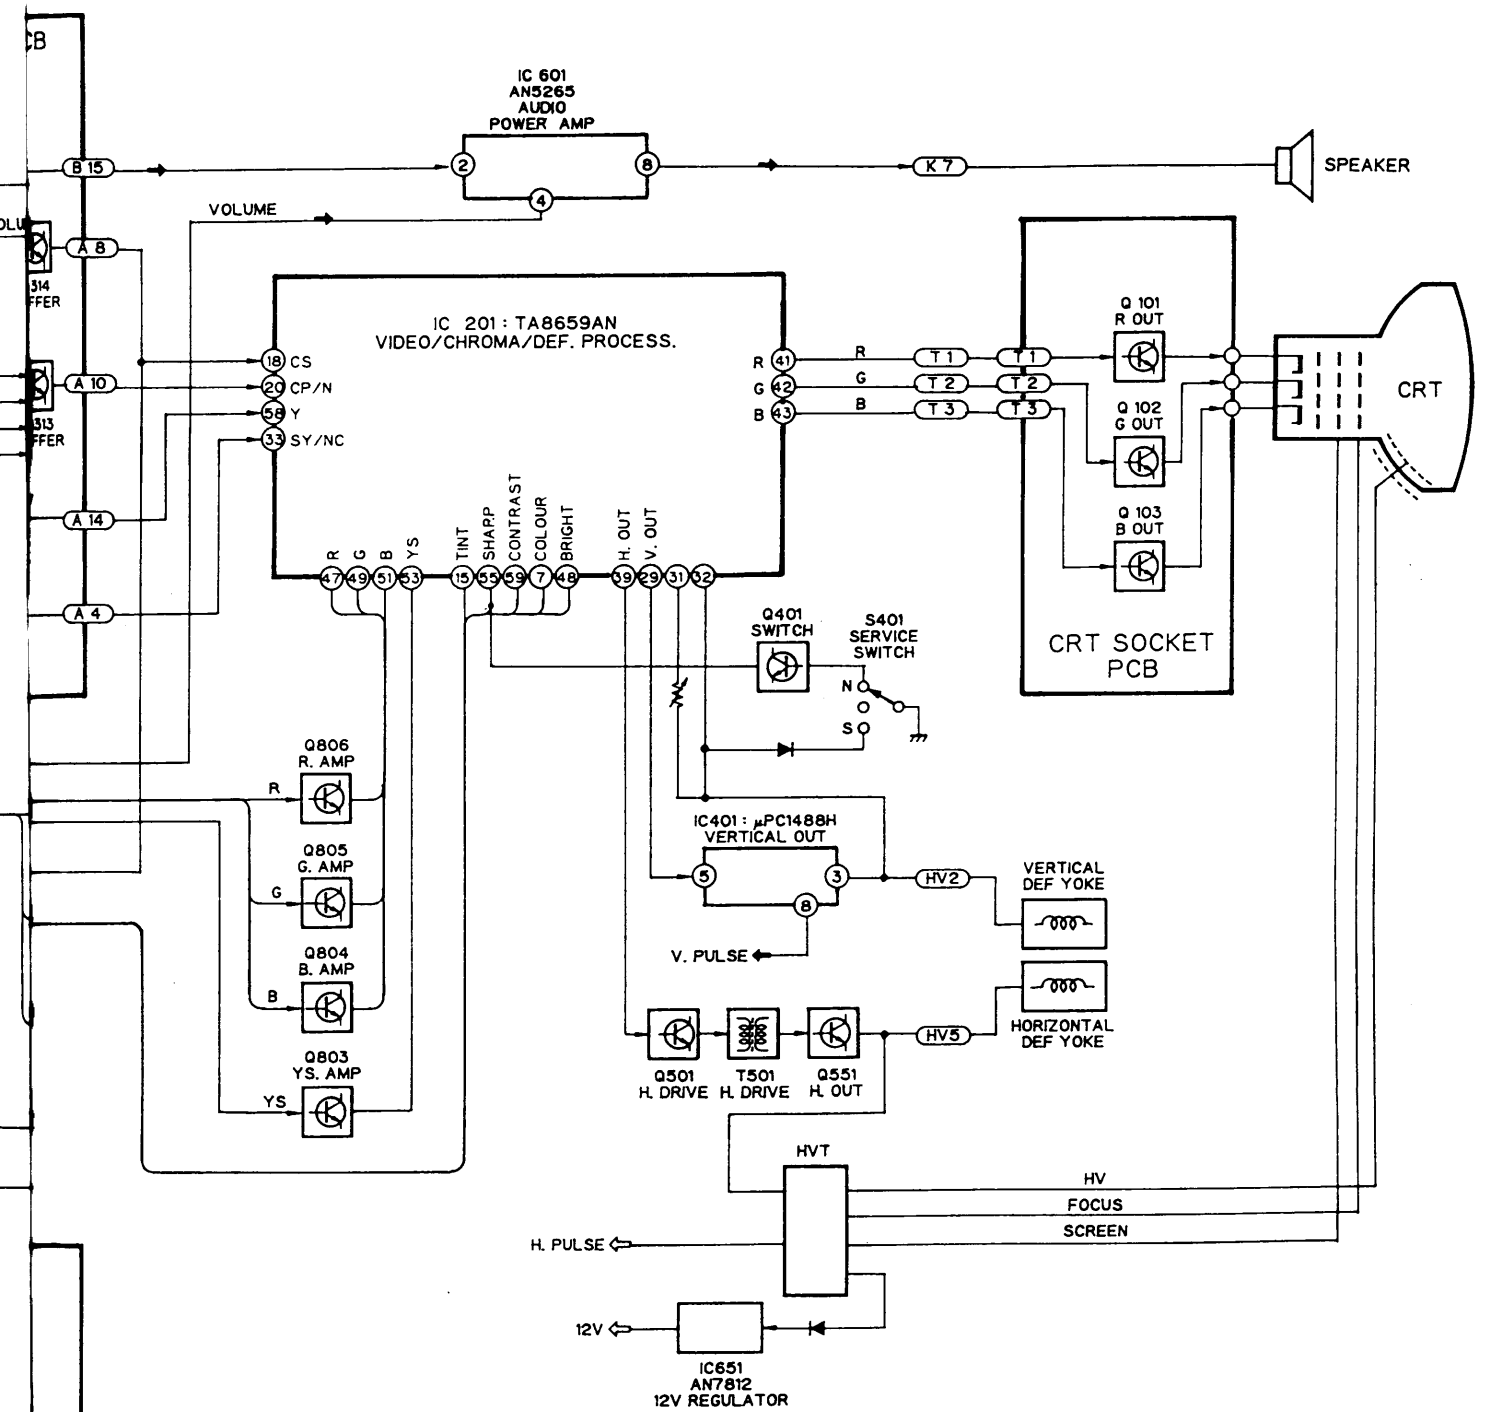 CB
IC 601
AN5265
AUDIO
POWER AMP
B 15
2
8
K 7
SPEAKER
4
VOLUME
A 8
314
FFER
IC 201: TA8659AN
VIDEO/CHROMA/DEF. PROCESS.
18 CS
20 CP/N
58 Y
33 SY/NC
A 10
313
FFER
A 14
A 4
R 41
G 42
B 43
R
G
B
T 1
T 2
T 3
T 1
T 2
T 3
Q 101
R OUT
Q 102
G OUT
Q 103
B OUT
CRT SOCKET
PCB
CRT
R
G
B
YS
TINT
SHARP
CONTRAST
COLOUR
BRIGHT
H. OUT
V. OUT
47
49
51
53
15
55
59
7
48
39
29
31
32
Q401
SWITCH
S401
SERVICE
SWITCH
N
S
Q806
R. AMP
R
Q805
G. AMP
G
Q804
B. AMP
B
Q803
YS. AMP
YS
IC401: μPC1488H
VERTICAL OUT
5
3
8
HV2
V. PULSE
VERTICAL
DEF YOKE
HORIZONTAL
DEF YOKE
HV5
Q501
H. DRIVE
T501
H. DRIVE
Q551
H. OUT
HVT
HV
FOCUS
SCREEN
H. PULSE
12V
IC651
AN7812
12V REGULATOR